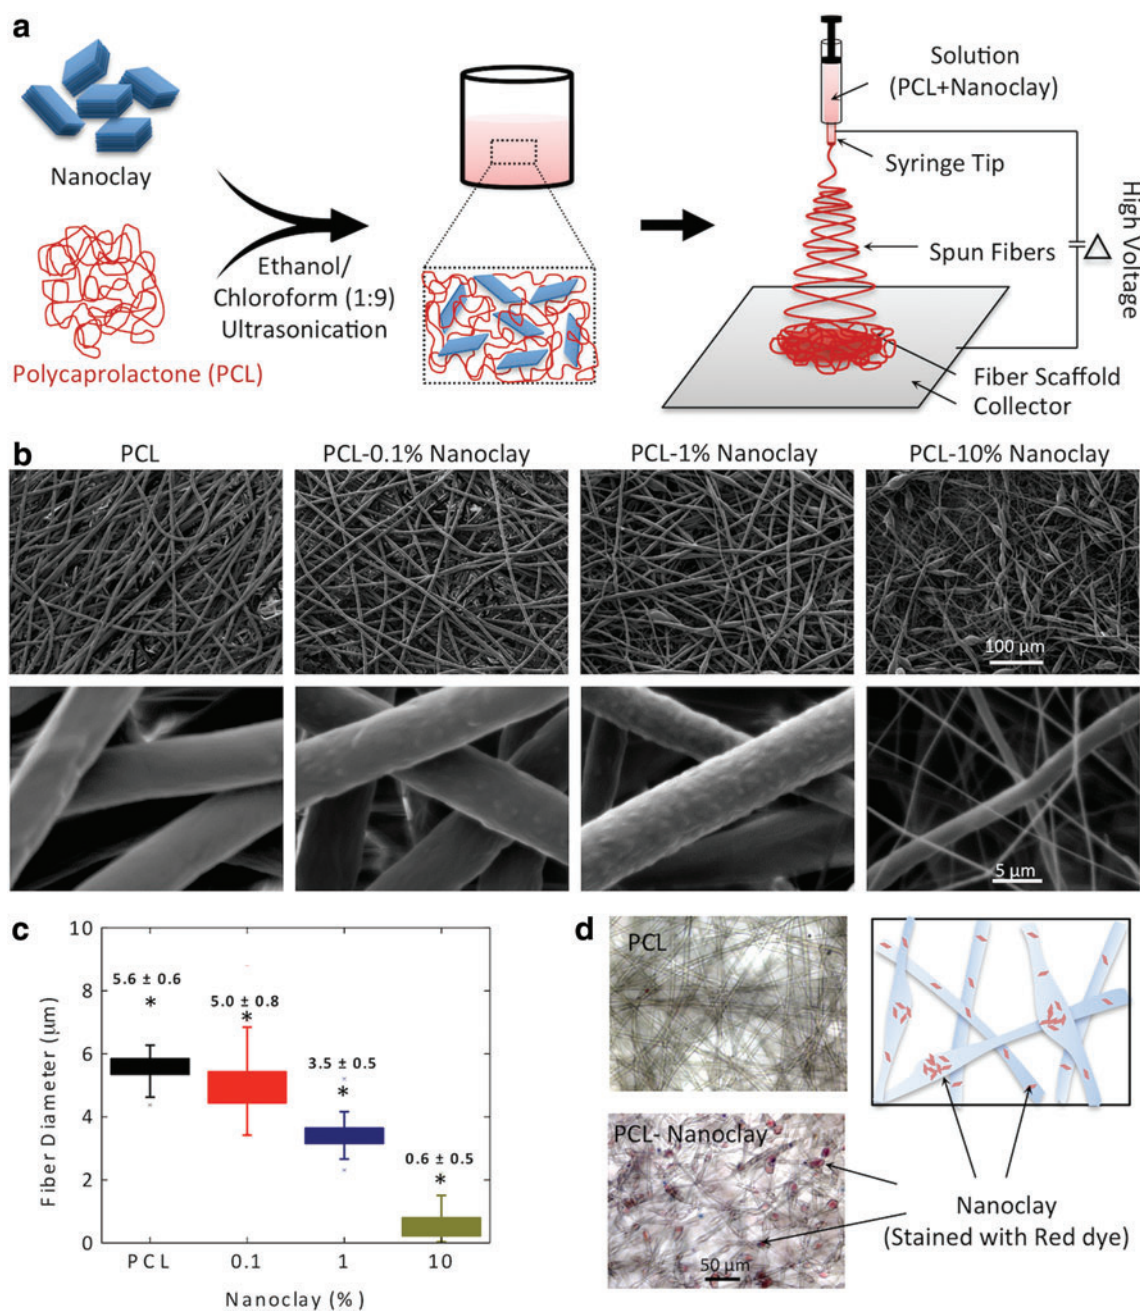 a
Nanoclay
Polycaprolactone (PCL)
Ethanol/
Chloroform (1:9)
Ultrasonication
Solution
(PCL+Nanoclay)
Syringe Tip
Spun Fibers
High Voltage
Fiber Scaffold
Collector
b
PCL
PCL-0.1% Nanoclay
PCL-1% Nanoclay
PCL-10% Nanoclay
100 μm
5 μm
c
Fiber Diameter (μm)
10
8
6
4
2
0
5.6 ± 0.6
*
5.0 ± 0.8
*
3.5 ± 0.5
*
0.6 ± 0.5
*
PCL
0.1
1
10
Nanoclay (%)
d
PCL
PCL- Nanoclay
50 μm
Nanoclay
(Stained with Red dye)